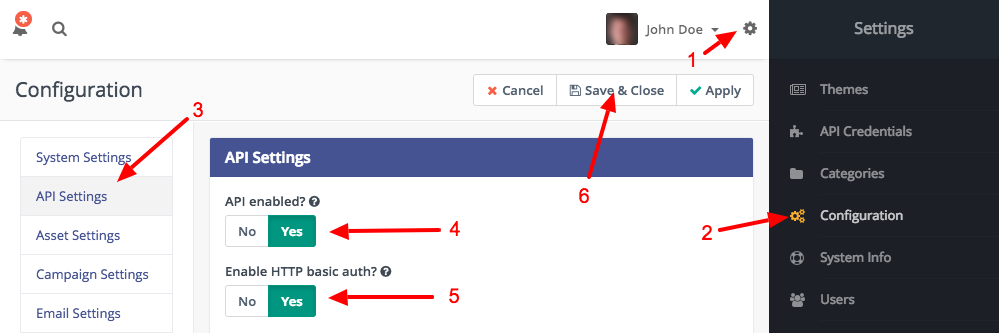 John Doe
1
Settings
Configuration
Cancel
Save & Close
Apply
6
3
System Settings
API Settings
Asset Settings
Campaign Settings
Email Settings
API Settings
API enabled?
No Yes
4
Enable HTTP basic auth?
No Yes
5
Themes
API Credentials
Categories
2
Configuration
System Info
Users